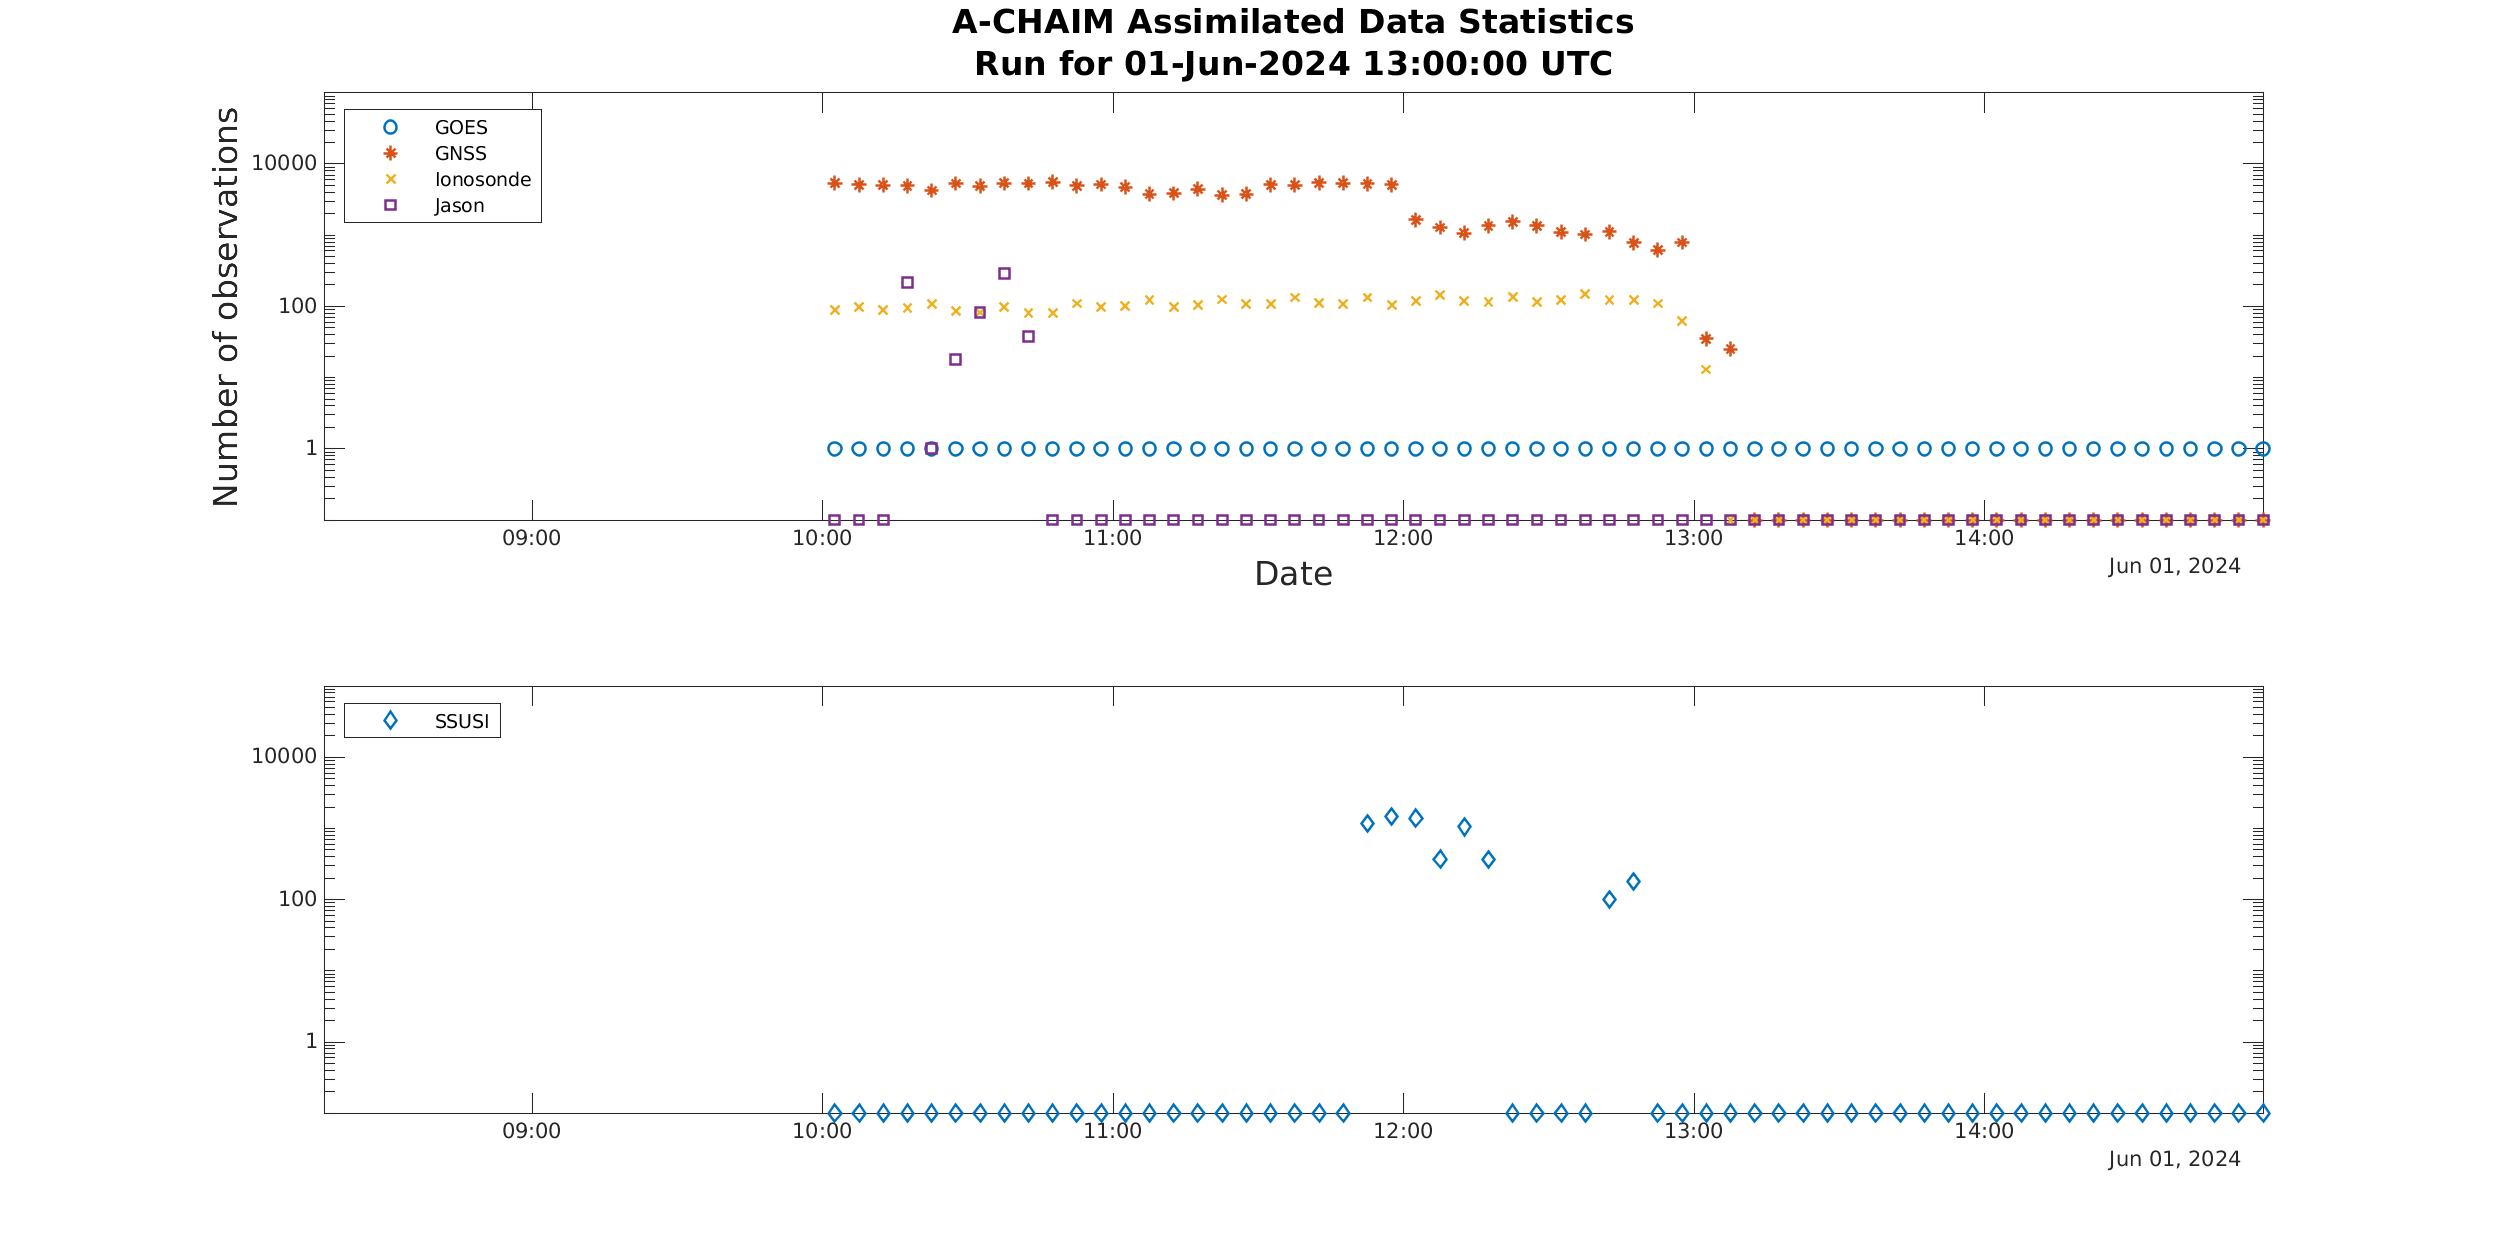 A-CHAIM Assimilated Data Statistics
Run for 01-Jun-2024 13:00:00 UTC
Number of observations
10000
100
1
GOES
GNSS
Ionosonde
Jason
09:00 10:00 11:00 12:00 13:00 14:00
Date
Jun 01, 2024
10000
100
1
SSUSI
09:00 10:00 11:00 12:00 13:00 14:00
Jun 01, 2024